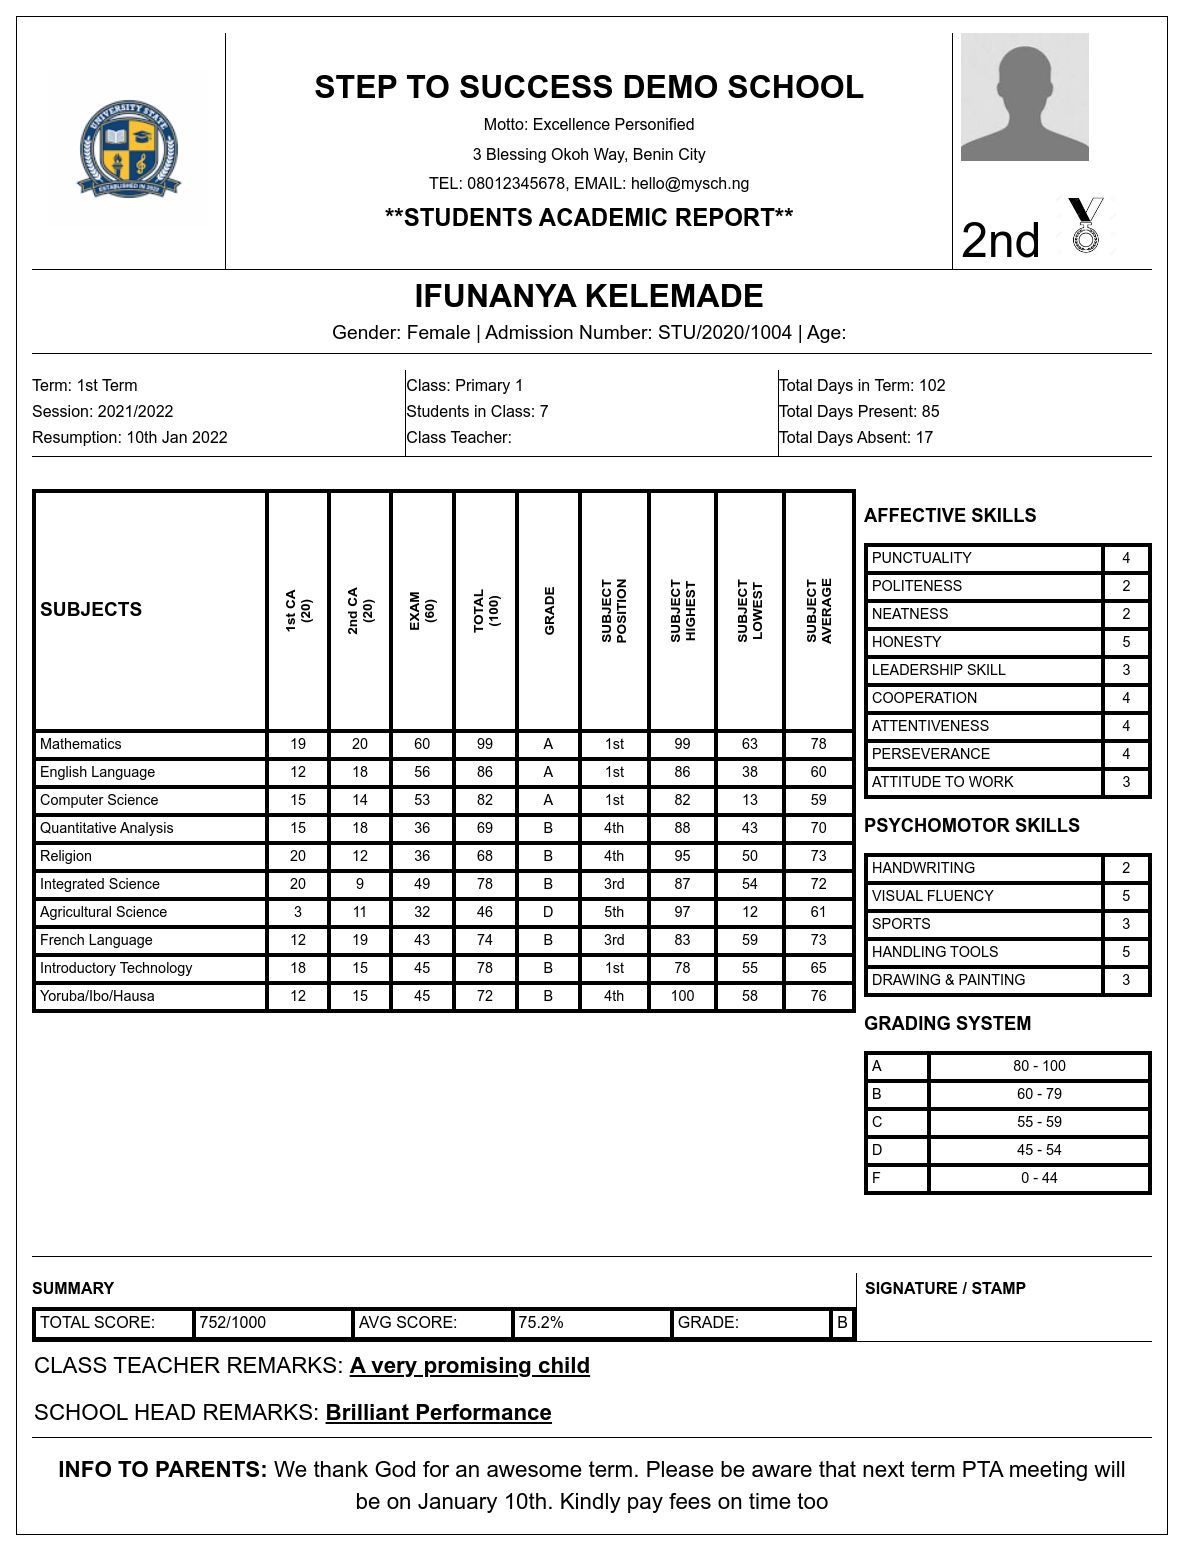 UNIVERSITY STATE
ESTABLISHED IN 2023
STEP TO SUCCESS DEMO SCHOOL
Motto: Excellence Personified
3 Blessing Okoh Way, Benin City
TEL: 08012345678, EMAIL: hello@mysch.ng
**STUDENTS ACADEMIC REPORT**
2nd
IFUNANYA KELEMADE
Gender: Female | Admission Number: STU/2020/1004 | Age:
Term: 1st Term
Session: 2021/2022
Resumption: 10th Jan 2022
Class: Primary 1
Students in Class: 7
Class Teacher:
Total Days in Term: 102
Total Days Present: 85
Total Days Absent: 17
SUBJECTS 1st CA (20) 2nd CA (20) EXAM (60) TOTAL (100) GRADE SUBJECT POSITION SUBJECT HIGHEST SUBJECT LOWEST SUBJECT AVERAGE
Mathematics 19 20 60 99 A 1st 99 63 78
English Language 12 18 56 86 A 1st 86 38 60
Computer Science 15 14 53 82 A 1st 82 13 59
Quantitative Analysis 15 18 36 69 B 4th 88 43 70
Religion 20 12 36 68 B 4th 95 50 73
Integrated Science 20 9 49 78 B 3rd 87 54 72
Agricultural Science 3 11 32 46 D 5th 97 12 61
French Language 12 19 43 74 B 3rd 83 59 73
Introductory Technology 18 15 45 78 B 1st 78 55 65
Yoruba/Ibo/Hausa 12 15 45 72 B 4th 100 58 76
AFFECTIVE SKILLS
PUNCTUALITY 4
POLITENESS 2
NEATNESS 2
HONESTY 5
LEADERSHIP SKILL 3
COOPERATION 4
ATTENTIVENESS 4
PERSEVERANCE 4
ATTITUDE TO WORK 3
PSYCHOMOTOR SKILLS
HANDWRITING 2
VISUAL FLUENCY 5
SPORTS 3
HANDLING TOOLS 5
DRAWING & PAINTING 3
GRADING SYSTEM
A 80 - 100
B 60 - 79
C 55 - 59
D 45 - 54
F 0 - 44
SUMMARY
TOTAL SCORE: 752/1000 AVG SCORE: 75.2% GRADE: B
SIGNATURE / STAMP
CLASS TEACHER REMARKS: A very promising child
SCHOOL HEAD REMARKS: Brilliant Performance
INFO TO PARENTS: We thank God for an awesome term. Please be aware that next term PTA meeting will
be on January 10th. Kindly pay fees on time too